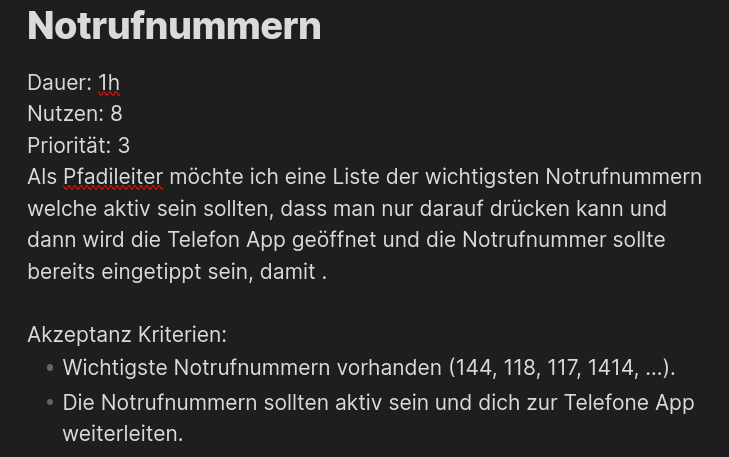 Notrufnummern
Dauer: 1h
Nutzen: 8
Priorität: 3
Als Pfadileiter möchte ich eine Liste der wichtigsten Notrufnummern
welche aktiv sein sollten, dass man nur darauf drücken kann und
dann wird die Telefon App geöffnet und die Notrufnummer sollte
bereits eingetippt sein, damit .
Akzeptanz Kriterien:
• Wichtigste Notrufnummern vorhanden (144, 118, 117, 1414, ...).
• Die Notrufnummern sollten aktiv sein und dich zur Telefone App
weiterleiten.